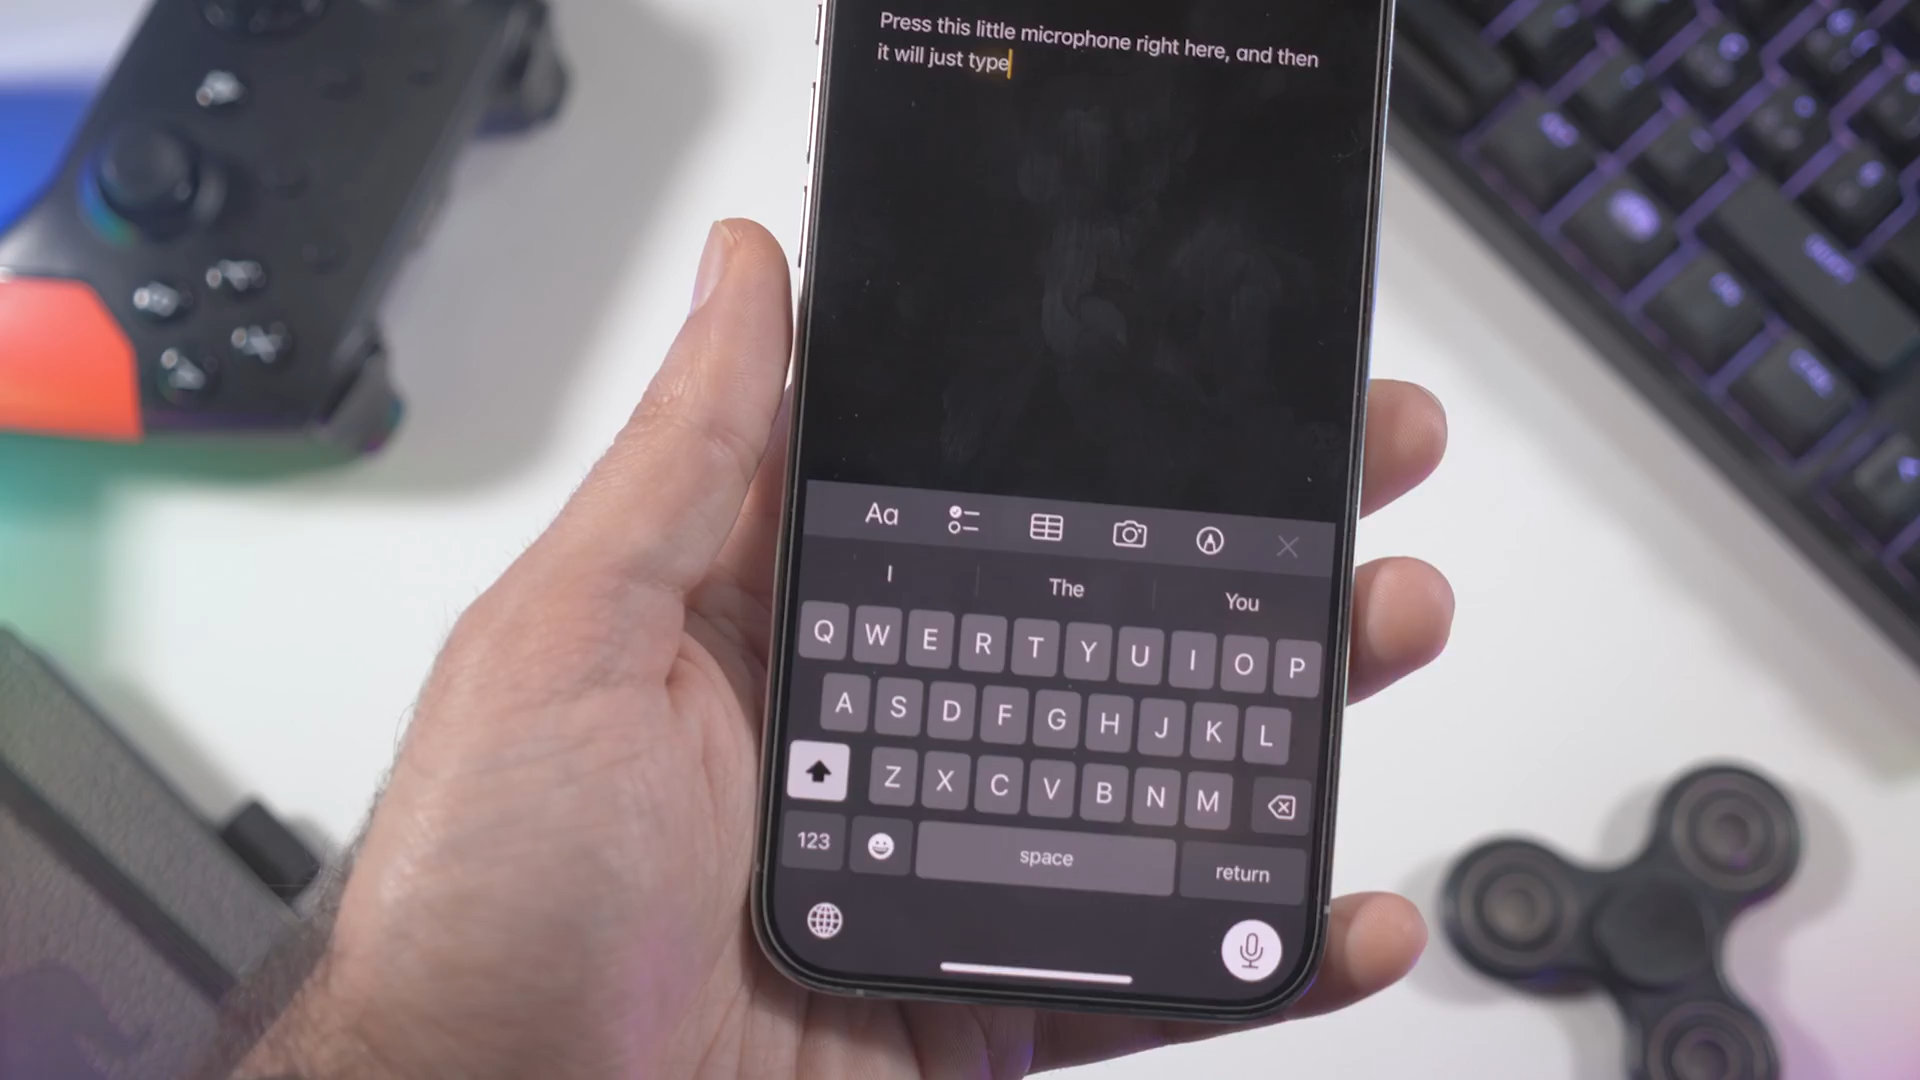 Press this little microphone right here, and then
it will just type
Aa
I The You
Q W E R T Y U I O P
A S D F G H J K L
Z X C V B N M
123 space return